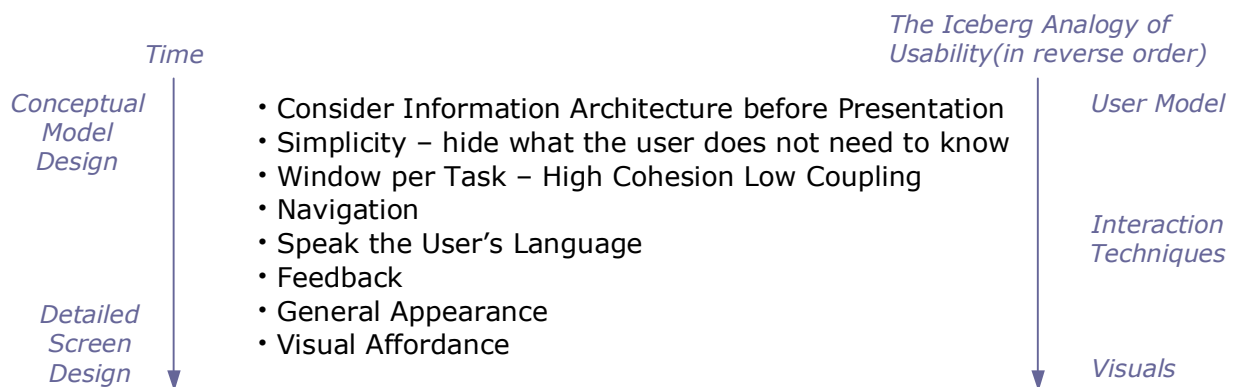 Time
Conceptual
Model
Design
Detailed
Screen
Design
• Consider Information Architecture before Presentation
• Simplicity – hide what the user does not need to know
• Window per Task – High Cohesion Low Coupling
• Navigation
• Speak the User’s Language
• Feedback
• General Appearance
• Visual Affordance
The Iceberg Analogy of
Usability(in reverse order)
User Model
Interaction
Techniques
Visuals